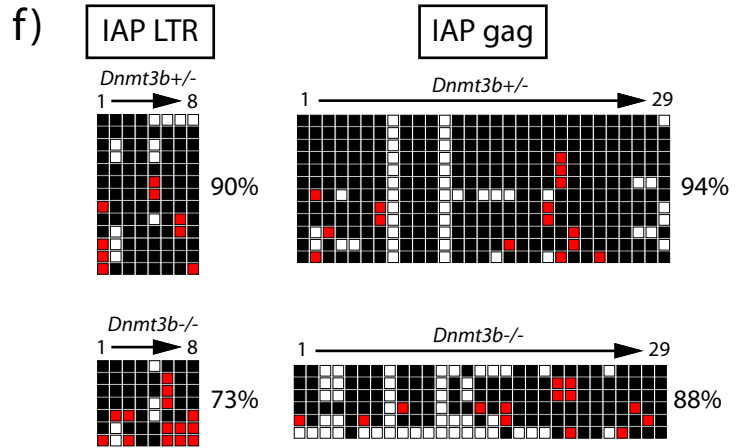 f)
IAP LTR
IAP gag
Dnmt3b+/-
1 8
90%
Dnmt3b+/-
1 29
94%
Dnmt3b-/-
1 8
73%
Dnmt3b-/-
1 29
88%